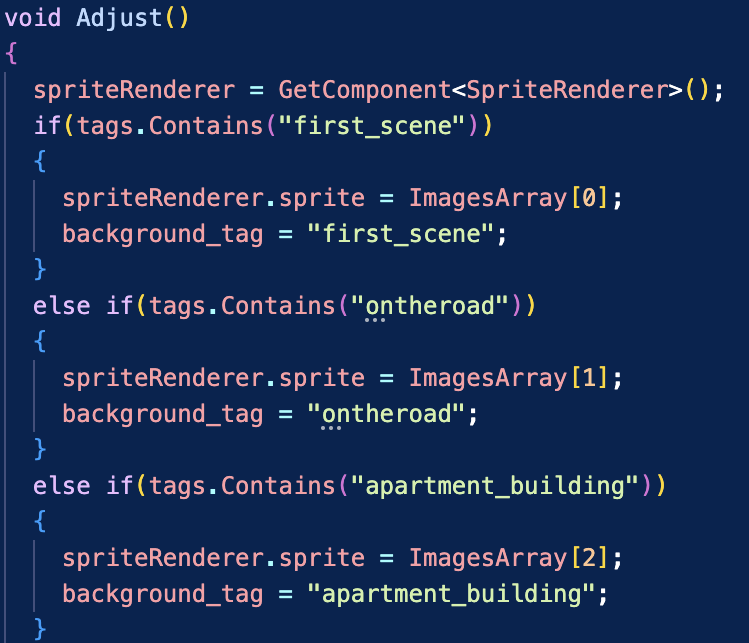 void Adjust()
{
spriteRenderer = GetComponent<SpriteRenderer>();
if(tags.Contains("first_scene"))
{
spriteRenderer.sprite = ImagesArray[0];
background_tag = "first_scene";
}
else if(tags.Contains("ontheroad"))
{
spriteRenderer.sprite = ImagesArray[1];
background_tag = "ontheroad";
}
else if(tags.Contains("apartment_building"))
{
spriteRenderer.sprite = ImagesArray[2];
background_tag = "apartment_building";
}